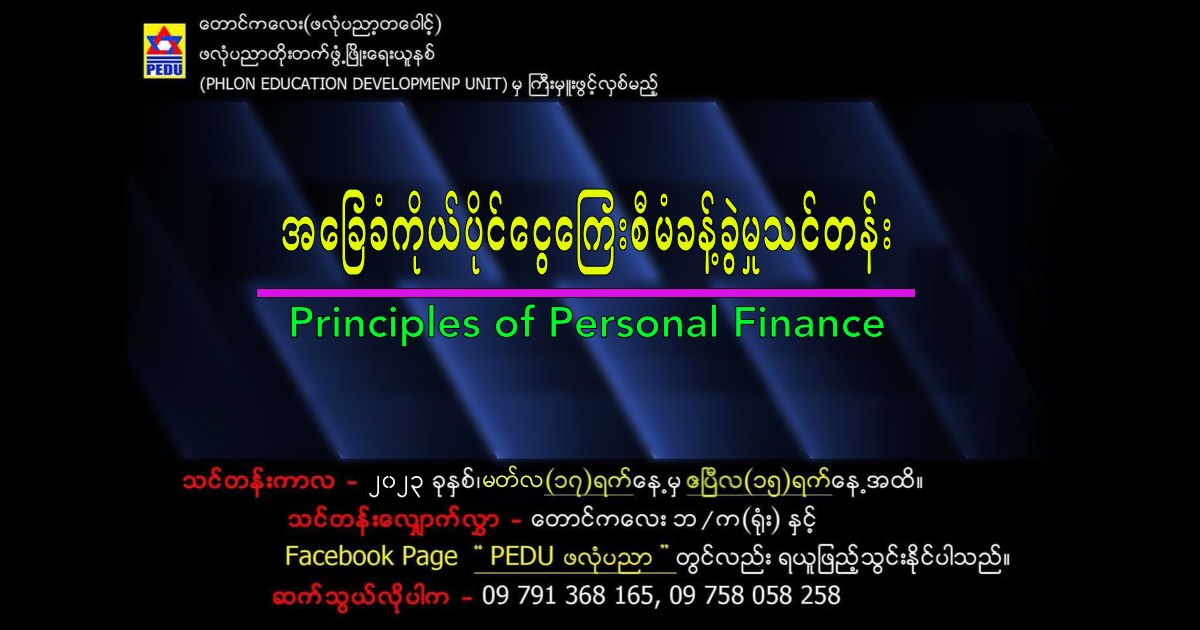 PEDU
တောင်ကလေး(ဖလုံပညာ့တဝေါင့်)
ဖလုံပညာတိုးတက်ဖွံ့ဖြိုးရေးယူနစ်
(PHLON EDUCATION DEVELOPMENP UNIT) မှ ကြီးမှူးဖွင့်လှစ်မည့်
အခြေခံကိုယ်ပိုင်ငွေကြေးစီမံခန့်ခွဲမှုသင်တန်း
Principles of Personal Finance
သင်တန်းကာလ - ၂၀၂၃ ခုနှစ်၊မတ်လ(၁၇)ရက်နေ့မှ ဧပြီလ(၁၅)ရက်နေ့အထိ။
သင်တန်းလျှောက်လွှာ - တောင်ကလေး ဘ/က(ရုံး) နှင့်
Facebook Page “ PEDU ဖလုံပညာ ” တွင်လည်း ရယူဖြည့်သွင်းနိုင်ပါသည်။
ဆက်သွယ်လိုပါက - 09 791 368 165, 09 758 058 258